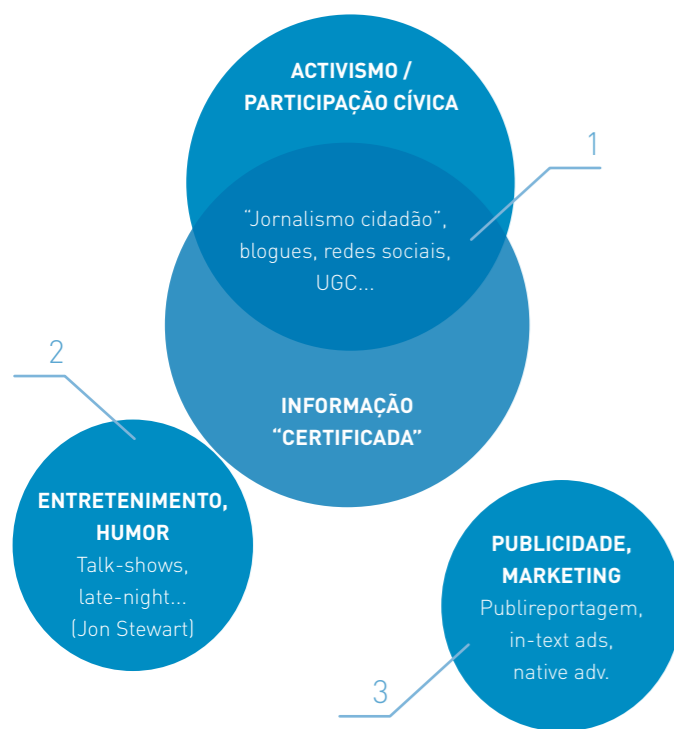 ACTIVISMO /
PARTICIPAÇÃO CÍVICA
1
“Jornalismo cidadão”,
blogues, redes sociais,
UGC...
2
INFORMAÇÃO
“CERTIFICADA”
ENTRETENIMENTO,
HUMOR
Talk-shows,
late-night...
(Jon Stewart)
PUBLICIDADE,
MARKETING
Publireportagem,
in-text ads,
native adv.
3